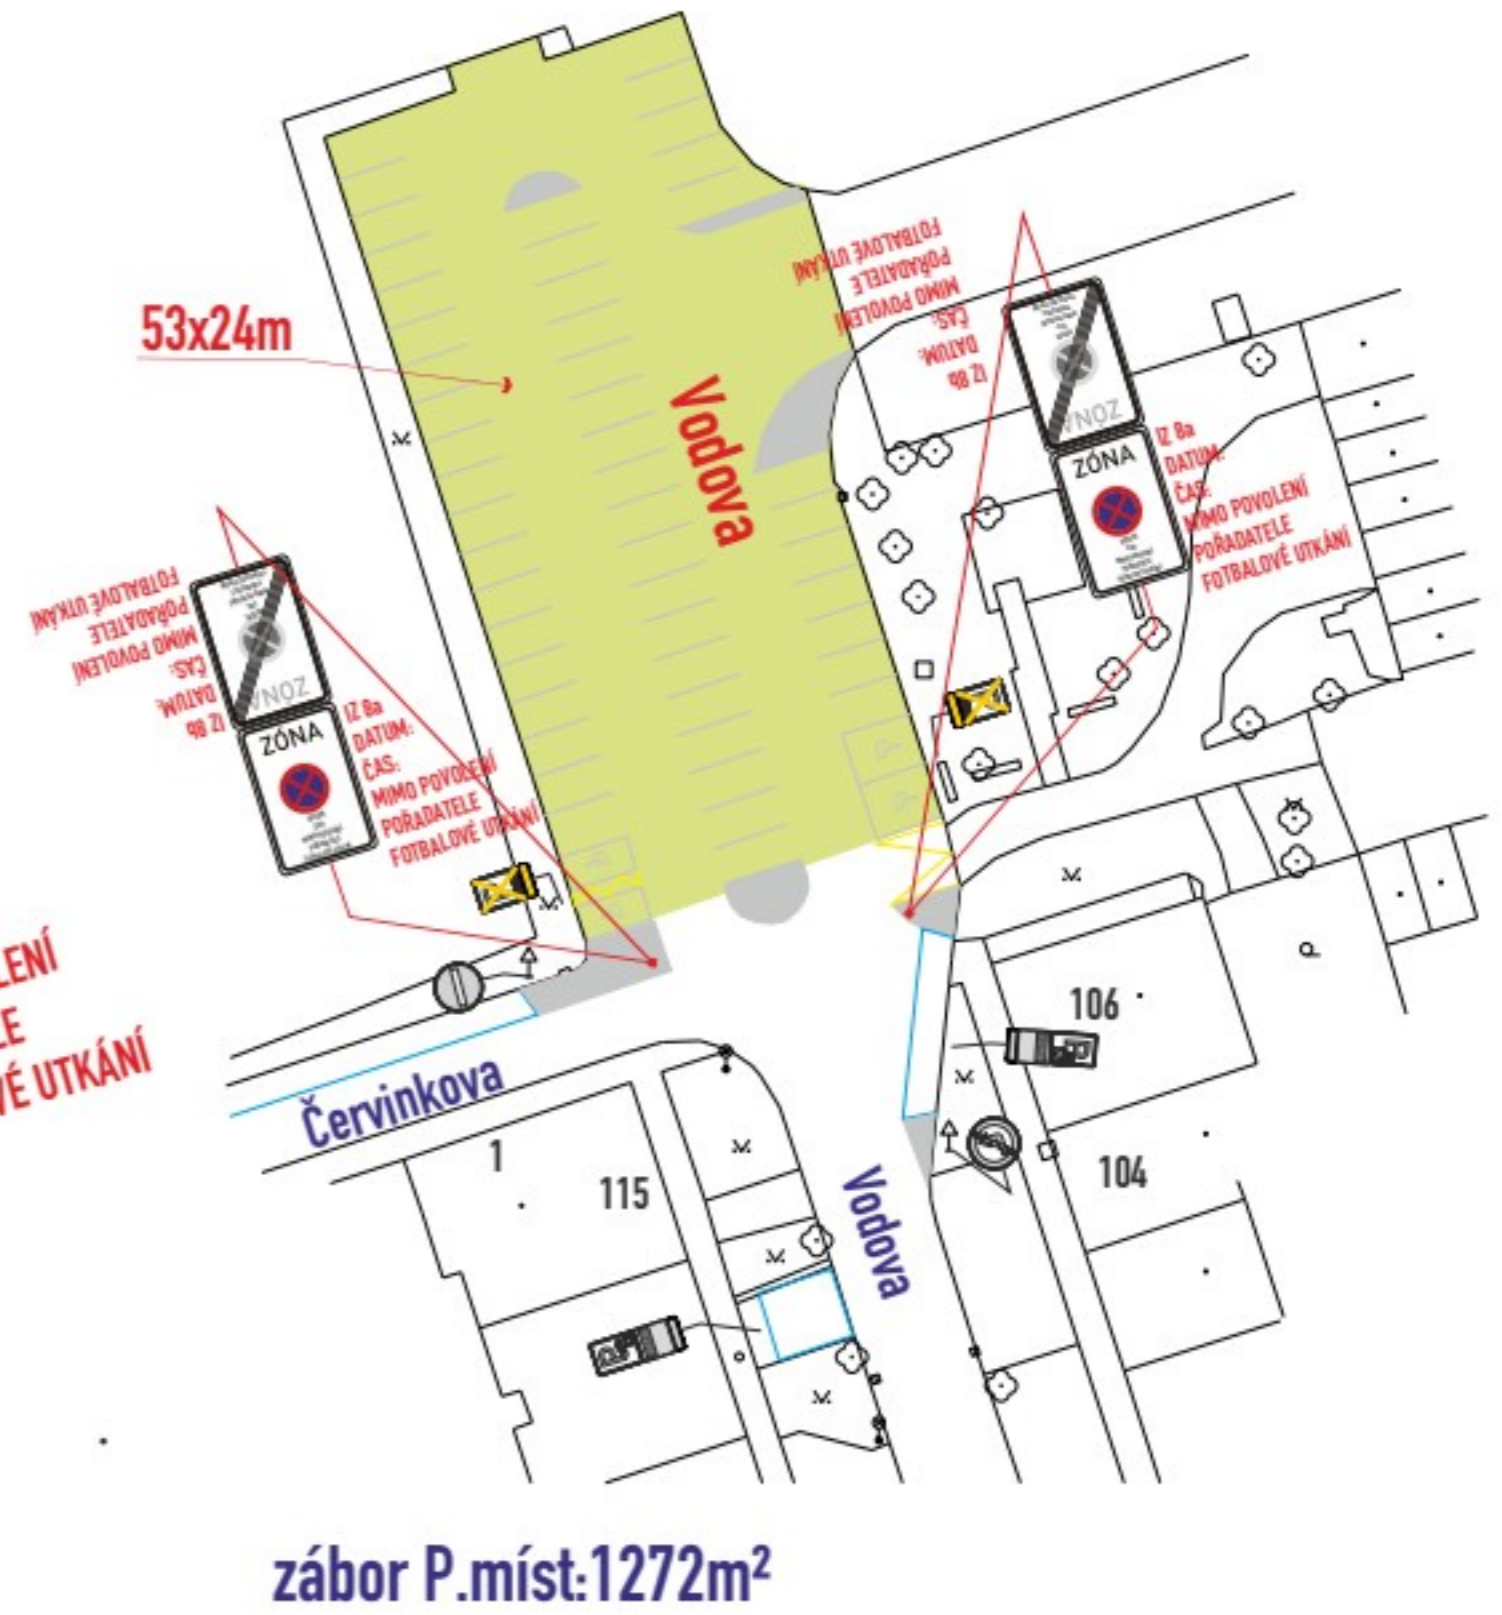 53x24m
Vodova
FOTBALOVÉ UTKÁNÍ
POŘADATELE
MIMO POVOLENÍ
ČAS:
DATUM:
IZ 8b
ZÓNA
ZÓNA
IZ 8a
DATUM:
ČAS:
MIMO POVOLENÍ
POŘADATELE
FOTBALOVÉ UTKÁNÍ
FOTBALOVÉ UTKÁNÍ
POŘADATELE
MIMO POVOLENÍ
ČAS:
DATUM:
IZ 8b
ZÓNA
ZÓNA
IZ 8a
DATUM:
ČAS:
MIMO POVOLENÍ
POŘADATELE
FOTBALOVÉ UTKÁNÍ
LENÍ
LE
VÉ UTKÁNÍ
Červinkova
1
115
106
104
Vodova
zábor P.míst:1272m²